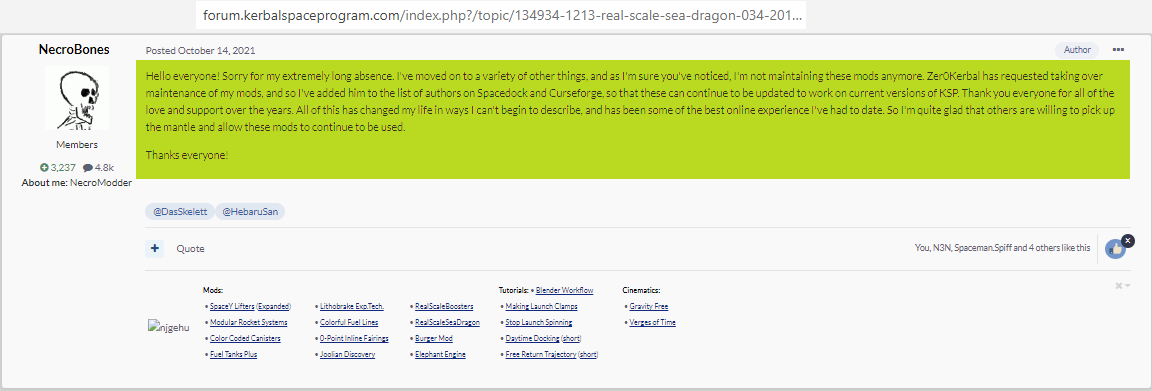 forum.kerbalspaceprogram.com/index.php?/topic/134934-1213-real-scale-sea-dragon-034-201...
NecroBones
Posted October 14, 2021
Author
Hello everyone! Sorry for my extremely long absence. I've moved on to a variety of other things, and as I'm sure you've noticed, I'm not maintaining these mods anymore. Zer0Kerbal has requested taking over
maintenance of my mods, and so I've added him to the list of authors on Spacedock and Curseforge, so that these can continue to be updated to work on current versions of KSP. Thank you everyone for all of the
love and support over the years. All of this has changed my life in ways I can't begin to describe, and has been some of the best online experience I've had to date. So I'm quite glad that others are willing to pick up
the mantle and allow these mods to continue to be used.
Thanks everyone!
Members
3,237 4.8k
About me: NecroModder
@DasSkelett @HebaruSan
+ Quote
You, N3N, Spaceman.Spiff and 4 others like this
njgehu
Mods:
• SpaceY Lifters (Expanded)
• Modular Rocket Systems
• Color Coded Canisters
• Fuel Tanks Plus
• Lithobrake Exp.Tech.
• Colorful Fuel Lines
• 0-Point Inline Fairings
• Joolian Discovery
• RealScaleBoosters
• RealScaleSeaDragon
• Burger Mod
• Elephant Engine
Tutorials: • Blender Workflow
• Making Launch Clamps
• Stop Launch Spinning
• Daytime Docking (short)
• Free Return Trajectory (short)
Cinematics:
• Gravity Free
• Verges of Time